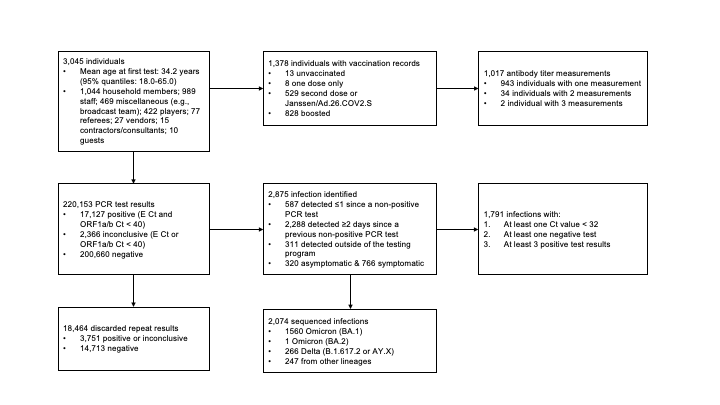 3,045 individuals
• Mean age at first test: 34.2 years
(95% quantiles: 18.0-65.0)
• 1,044 household members; 989
staff; 469 miscellaneous (e.g.,
broadcast team); 422 players; 77
referees; 27 vendors; 15
contractors/consultants; 10
guests
1,378 individuals with vaccination records
• 13 unvaccinated
• 8 one dose only
• 529 second dose or
Janssen/Ad.26.COV2.S
• 828 boosted
1,017 antibody titer measurements
• 943 individuals with one measurement
• 34 individuals with 2 measurements
• 2 individual with 3 measurements
220,153 PCR test results
• 17,127 positive (E Ct and
ORF1a/b Ct < 40)
• 2,366 inconclusive (E Ct or
ORF1a/b Ct < 40)
• 200,660 negative
2,875 infection identified
• 587 detected ≤1 since a non-positive
PCR test
• 2,288 detected ≥2 days since a
previous non-positive PCR test
• 311 detected outside of the testing
program
• 320 asymptomatic & 766 symptomatic
1,791 infections with:
1. At least one Ct value < 32
2. At least one negative test
3. At least 3 positive test results
18,464 discarded repeat results
• 3,751 positive or inconclusive
• 14,713 negative
2,074 sequenced infections
• 1560 Omicron (BA.1)
• 1 Omicron (BA.2)
• 266 Delta (B.1.617.2 or AY.X)
• 247 from other lineages